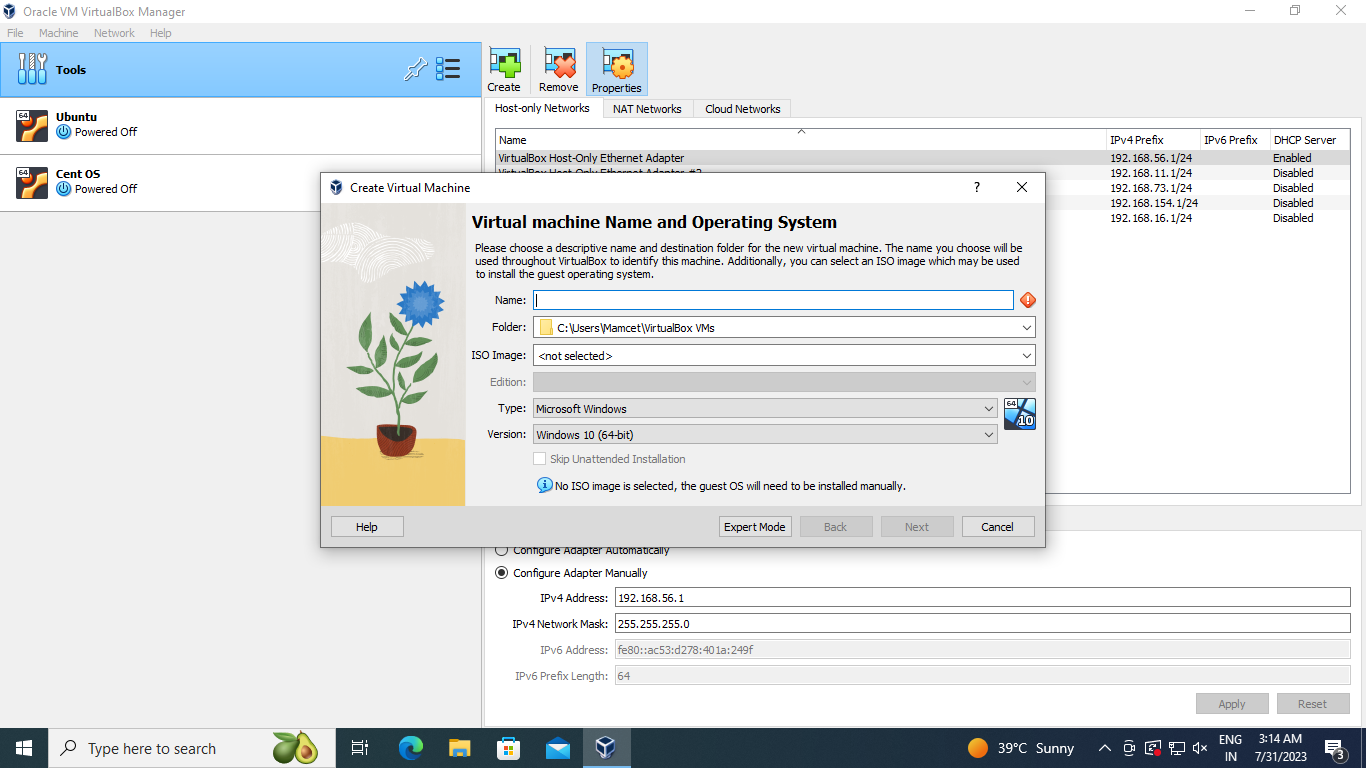 Oracle VM VirtualBox Manager
File Machine Network Help
Tools
Create Remove Properties
64
Ubuntu
Powered Off
64
Cent OS
Powered Off
Host-only Networks NAT Networks Cloud Networks
Name IPv4 Prefix IPv6 Prefix DHCP Server
VirtualBox Host-Only Ethernet Adapter 192.168.56.1/24 Enabled
VirtualBox Host-Only Ethernet Adapter #2 192.168.11.1/24 Disabled
192.168.73.1/24 Disabled
192.168.154.1/24 Disabled
192.168.16.1/24 Disabled
Create Virtual Machine ?
Virtual machine Name and Operating System
Please choose a descriptive name and destination folder for the new virtual machine. The name you choose will be
used throughout VirtualBox to identify this machine. Additionally, you can select an ISO image which may be used
to install the guest operating system.
Name:
Folder: C:\Users\Mamcet\VirtualBox VMs
ISO Image: <not selected>
Edition:
Type: Microsoft Windows
64
10
Version: Windows 10 (64-bit)
Skip Unattended Installation
No ISO image is selected, the guest OS will need to be installed manually.
Help Expert Mode Back Next Cancel
Configure Adapter Automatically
Configure Adapter Manually
IPv4 Address: 192.168.56.1
IPv4 Network Mask: 255.255.255.0
IPv6 Address: fe80::ac53:d278:401a:249f
IPv6 Prefix Length: 64
Apply Reset
Type here to search
39°C Sunny
ENG
IN
3:14 AM
7/31/2023
3